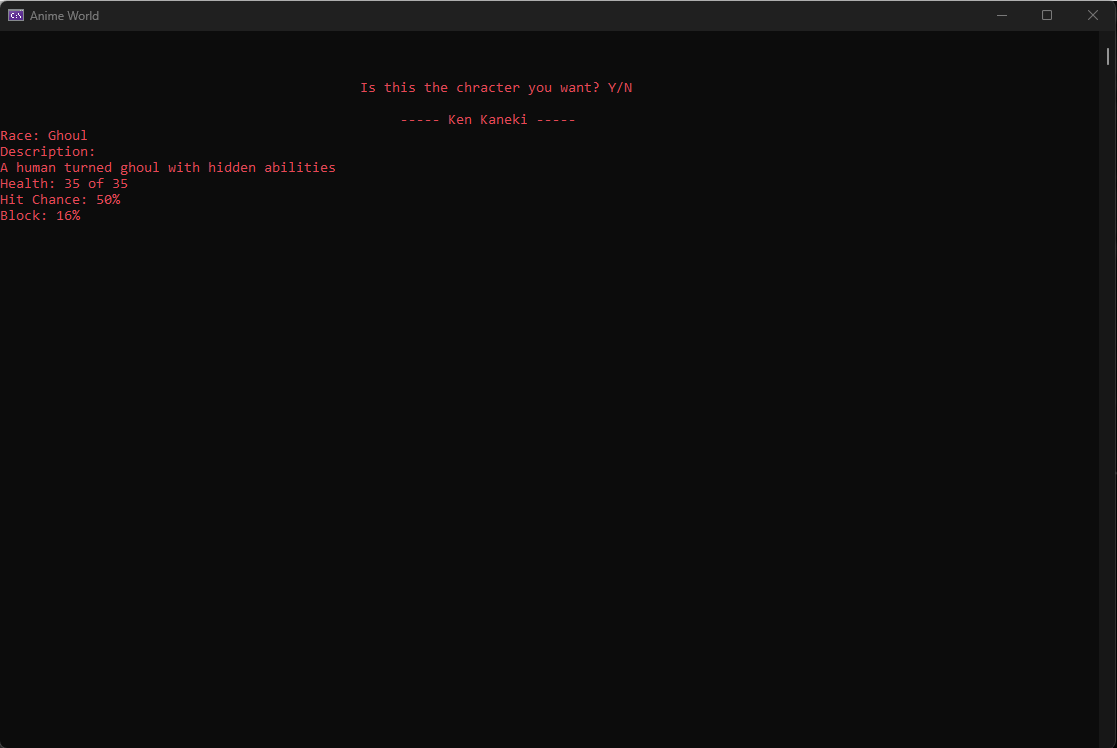 Anime World
Is this the chracter you want? Y/N
----- Ken Kaneki -----
Race: Ghoul
Description:
A human turned ghoul with hidden abilities
Health: 35 of 35
Hit Chance: 50%
Block: 16%